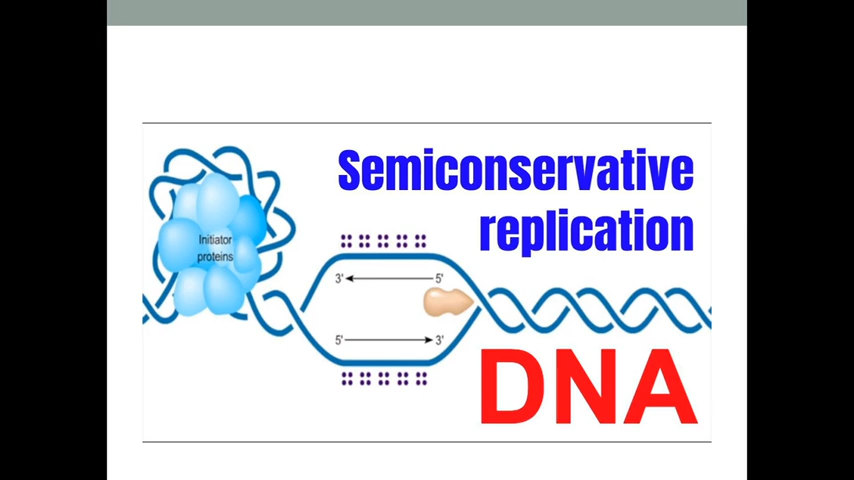 Semiconservative
replication
Initiator
proteins
3' 5'
5' 3'
DNA